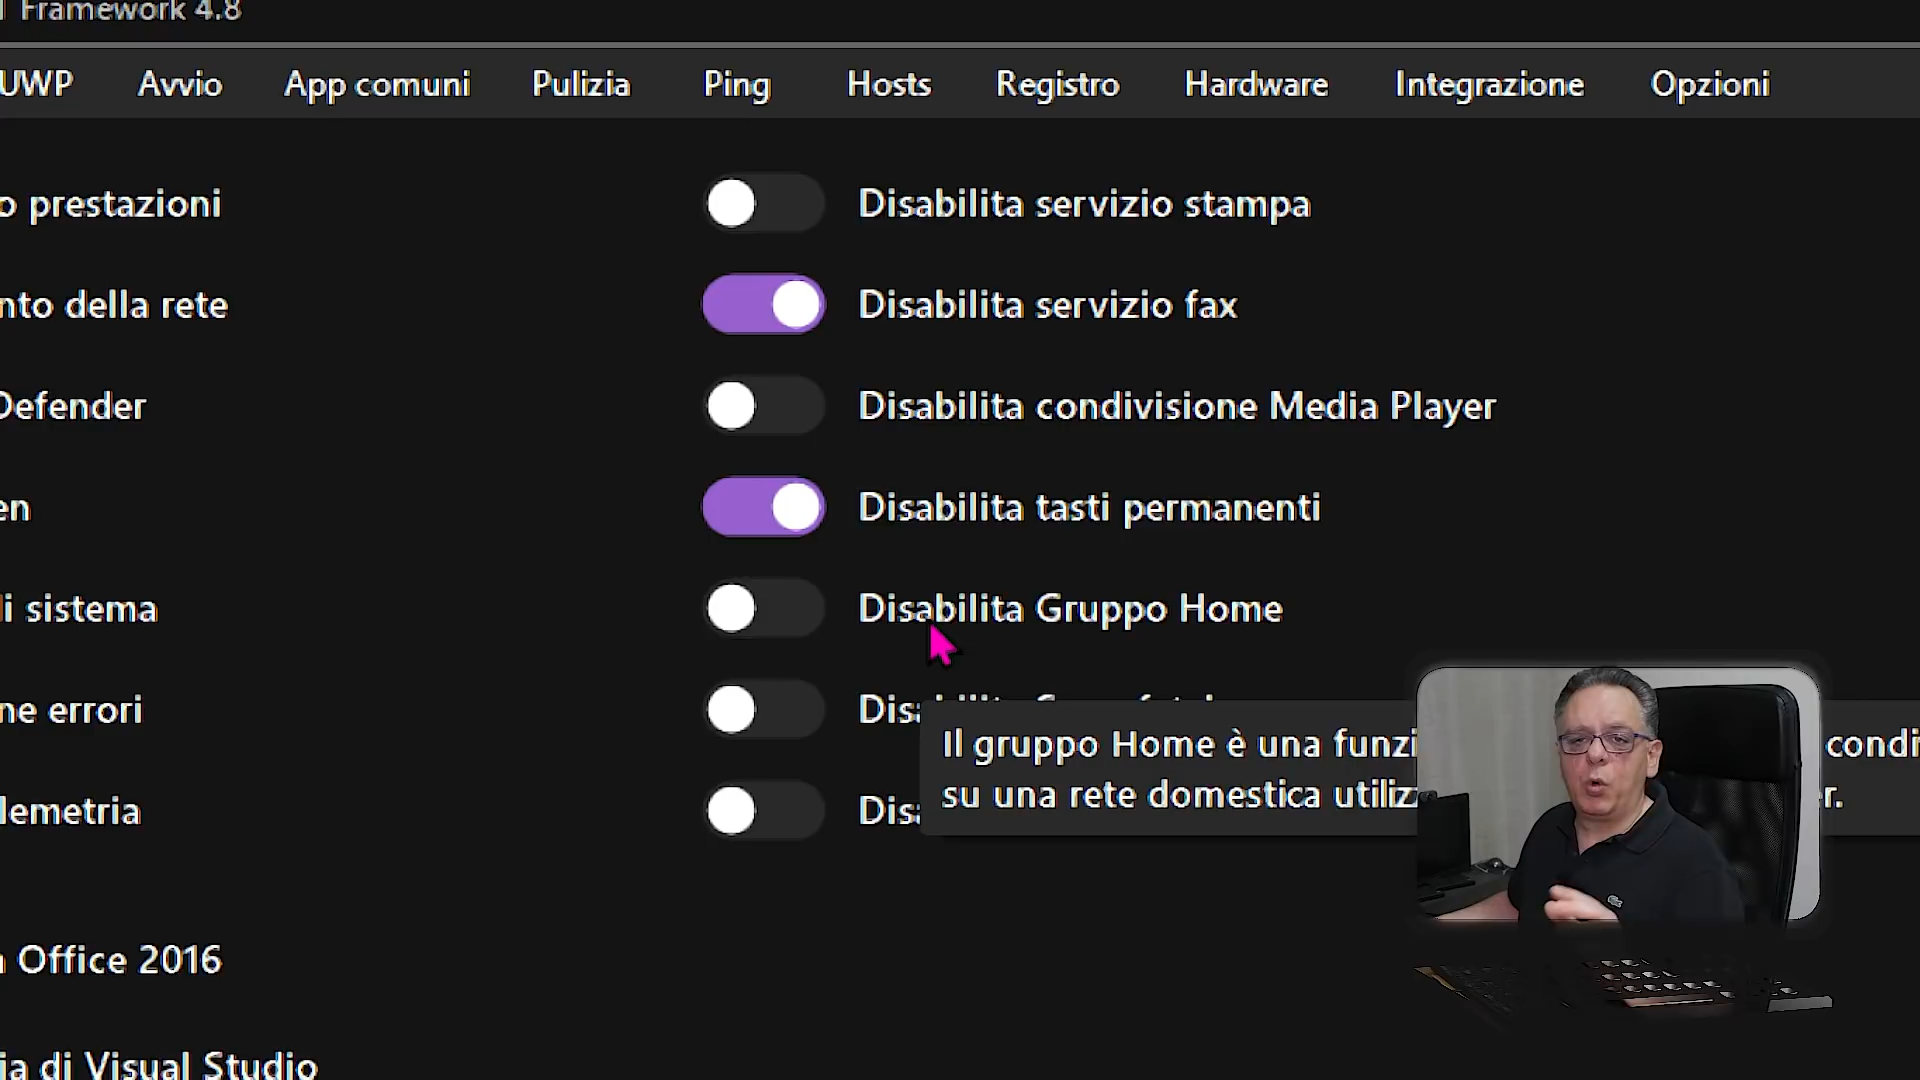 Framework 4.8
UWP Avvio App comuni Pulizia Ping Hosts Registro Hardware Integrazione Opzioni
o prestazioni
Disabilita servizio stampa
nto della rete
Disabilita servizio fax
Defender
Disabilita condivisione Media Player
en
Disabilita tasti permanenti
di sistema
Disabilita Gruppo Home
ne errori
Il gruppo Home è una funzi condi
su una rete domestica utiliz r.
lemetria
Office 2016
ia di Visual Studio